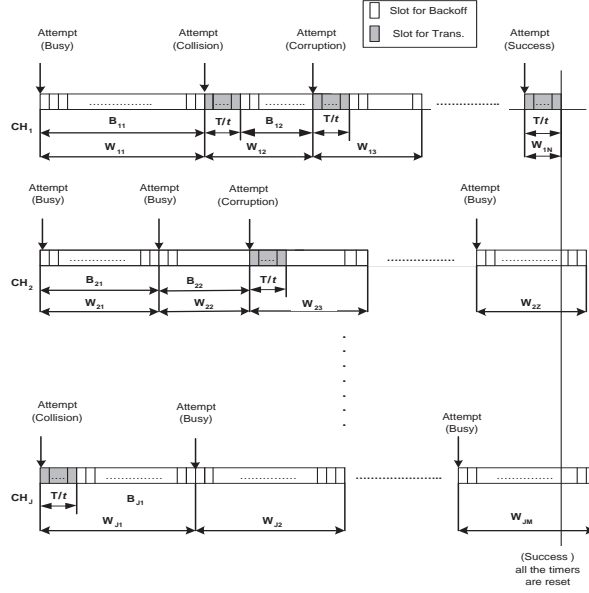 Slot for Backoff
Slot for Trans.
Attempt
(Busy)
Attempt
(Collision)
Attempt
(Corruption)
Attempt
(Success)
CH1
B11
T/t
B12
T/t
T/t
W11
W12
W13
W1N
Attempt
(Busy)
Attempt
(Busy)
Attempt
(Corruption)
Attempt
(Busy)
CH2
B21
B22
T/t
W21
W22
W23
W2Z
Attempt
(Collision)
Attempt
(Busy)
Attempt
(Busy)
CHJ
T/t
BJ1
WJ1
WJ2
WJM
(Success )
all the timers
are reset